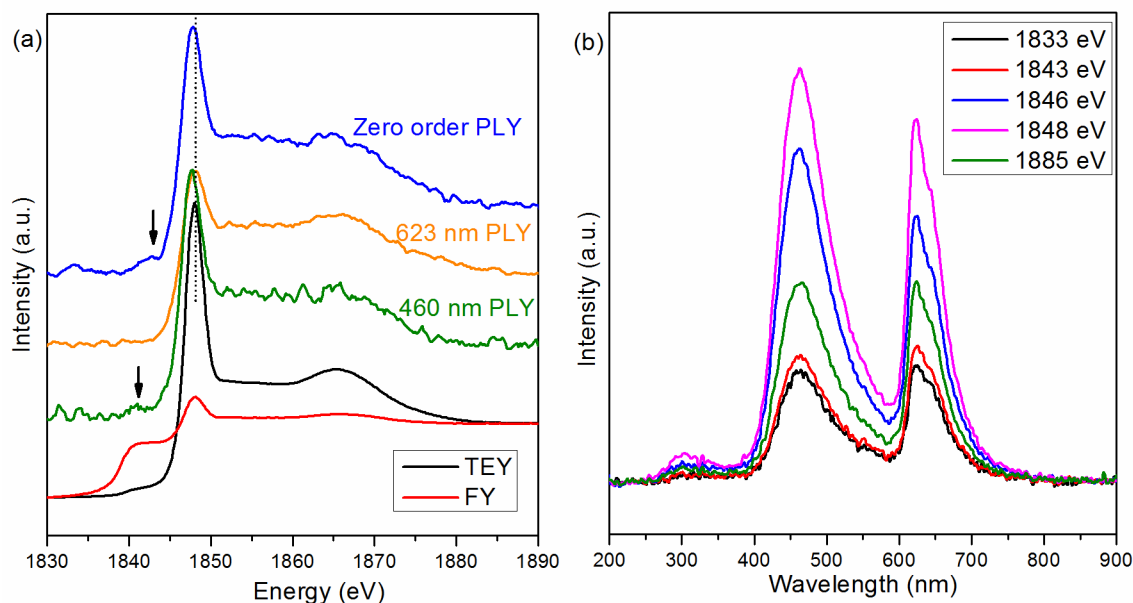 (a)
Zero order PLY
623 nm PLY
460 nm PLY
TEY
FY
Intensity (a.u.)
1830 1840 1850 1860 1870 1880 1890
Energy (eV)
(b)
1833 eV
1843 eV
1846 eV
1848 eV
1885 eV
Intensity (a.u.)
200 300 400 500 600 700 800 900
Wavelength (nm)